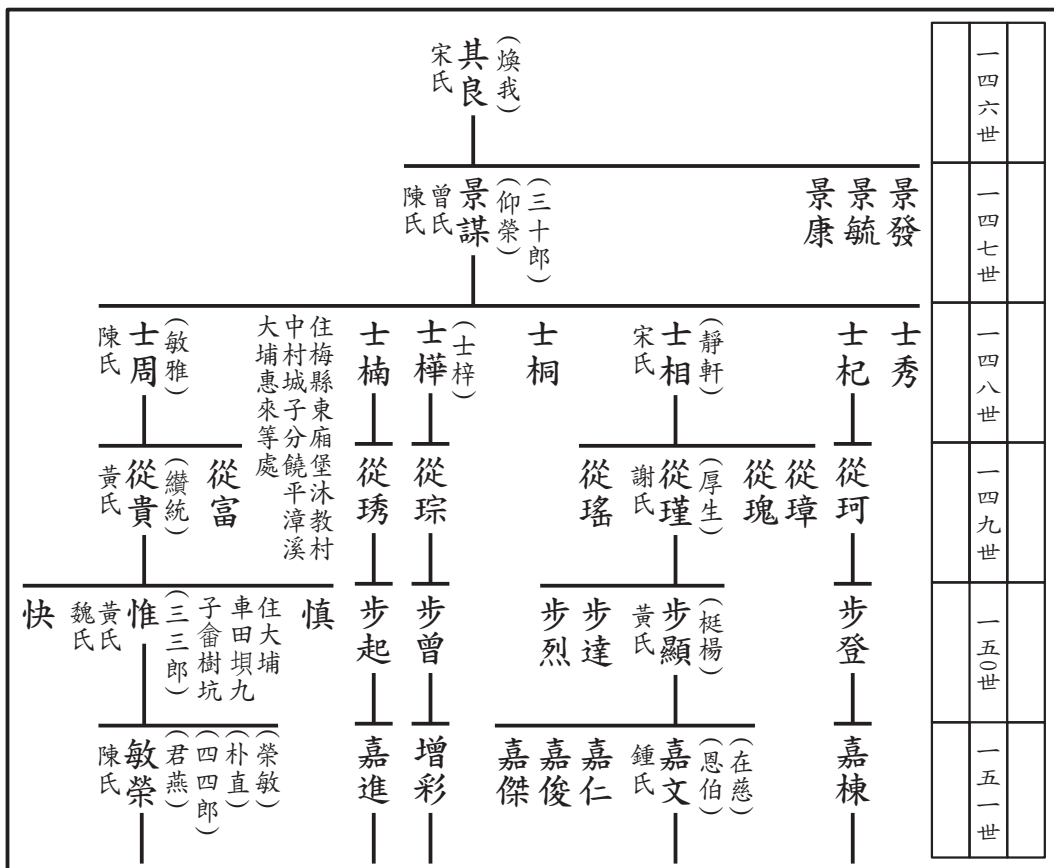 一四六世
(煥我)
其良
宋氏
一四七世
景發
景毓
景康
(三十郎)
(仰榮)
景謀
曾氏
陳氏
一四八世
士秀
士杞
(靜軒)
士相
宋氏
士桐
(士梓)
士樺
士楠
住梅縣東廂堡沐教村
中村城子分饒平漳溪
大埔惠來等處
(敏雅)
士周
陳氏
一四九世
從珂
從璋
從瑰
(厚生)
從瑾
謝氏
從瑤
從琮
從琇
從富
(纘統)
從貴
黃氏
一五0世
步登
(梃楊)
步顯
黃氏
步達
步烈
步曾
步起
慎
住大埔
車田垻九
子畲樹坑
(三三郎)
惟
黃氏
魏氏
快
一五一世
嘉棟
(在慈)
(恩伯)
嘉文
鍾氏
嘉仁
嘉俊
嘉傑
增彩
嘉進
(榮敏)
(朴直)
(四四郎)
(君燕)
敏榮
陳氏